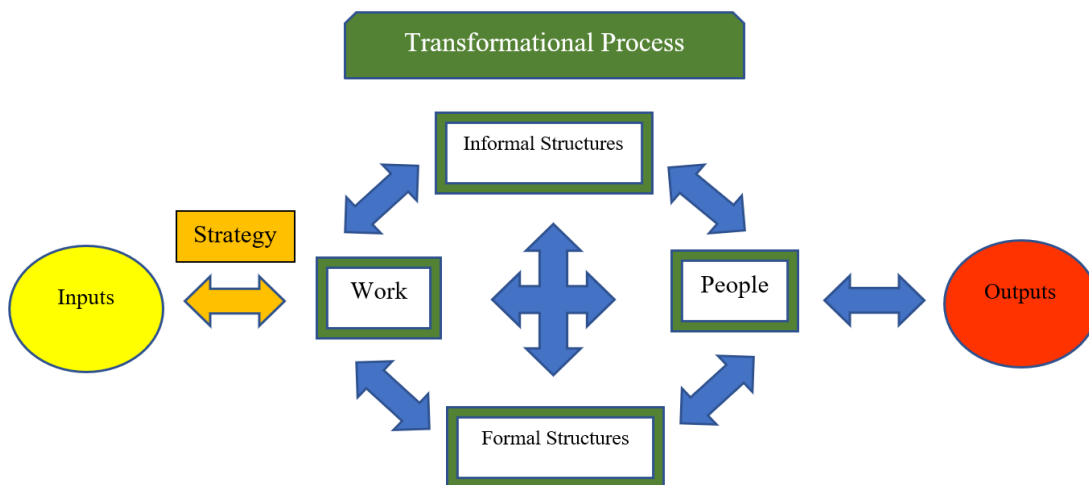 Transformational Process
Informal Structures
Strategy
Inputs
Work
People
Outputs
Formal Structures